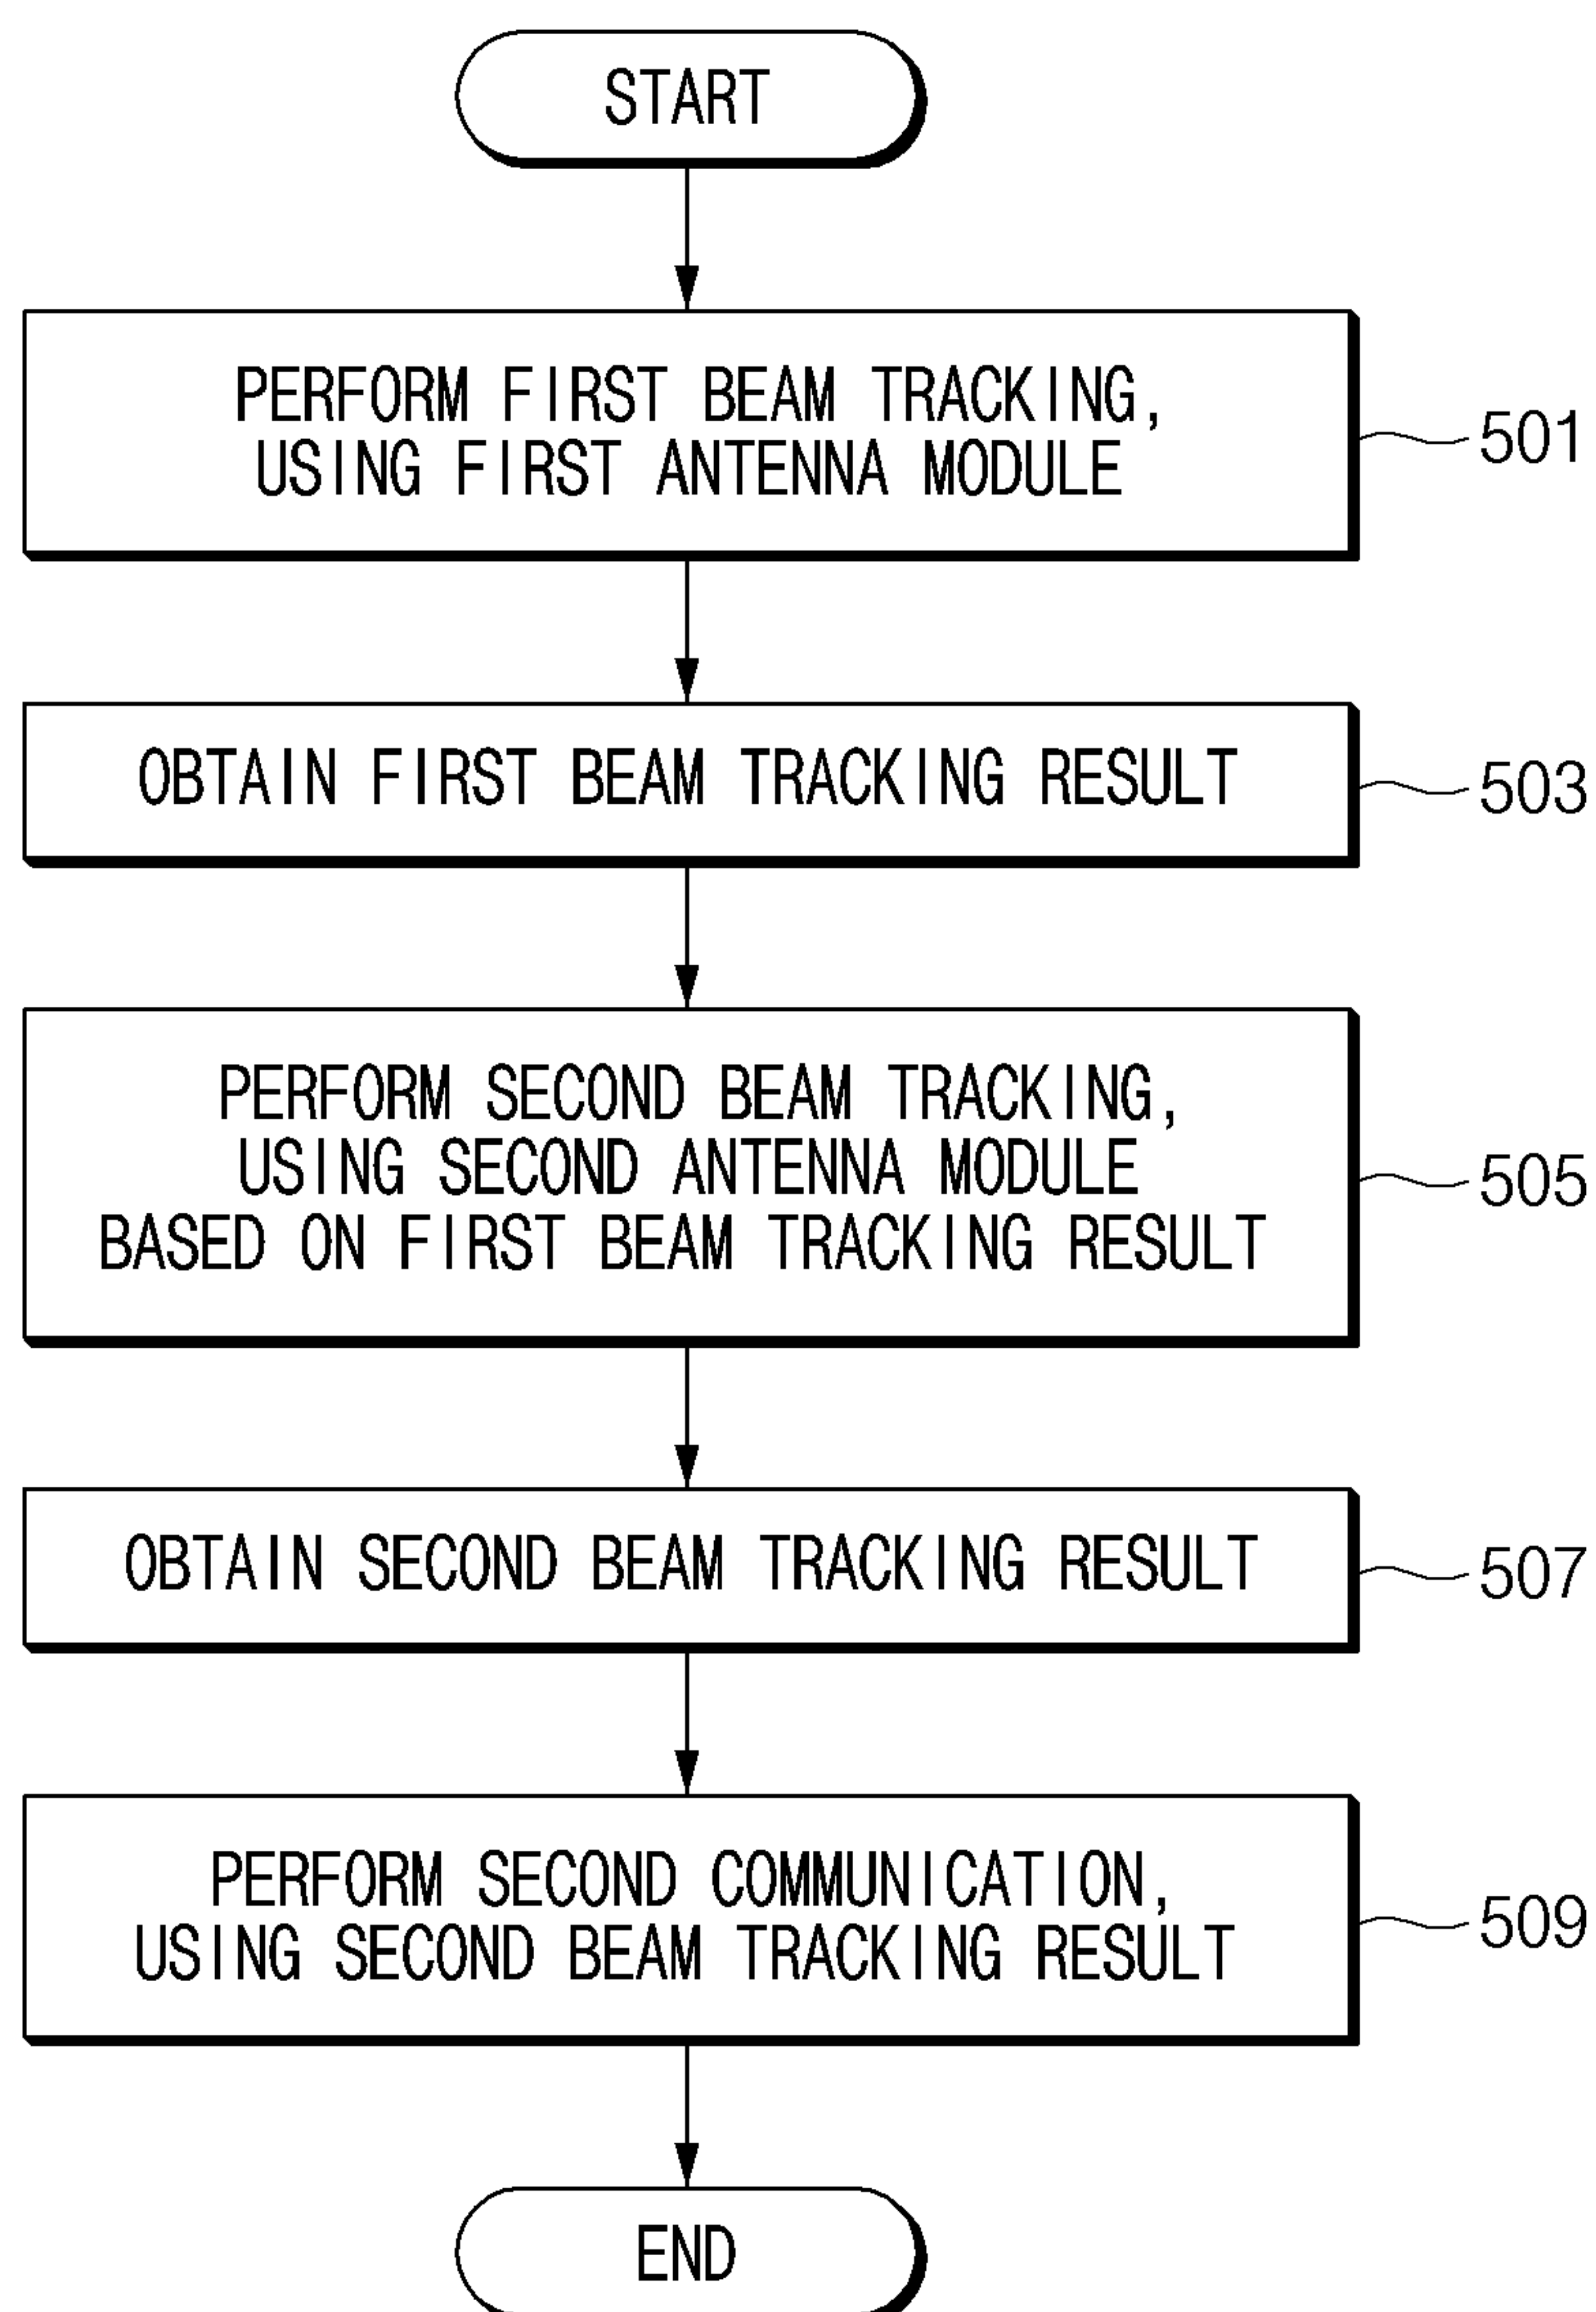 START
PERFORM FIRST BEAM TRACKING,
USING FIRST ANTENNA MODULE
501
OBTAIN FIRST BEAM TRACKING RESULT
503
PERFORM SECOND BEAM TRACKING,
USING SECOND ANTENNA MODULE
BASED ON FIRST BEAM TRACKING RESULT
505
OBTAIN SECOND BEAM TRACKING RESULT
507
PERFORM SECOND COMMUNICATION,
USING SECOND BEAM TRACKING RESULT
509
END